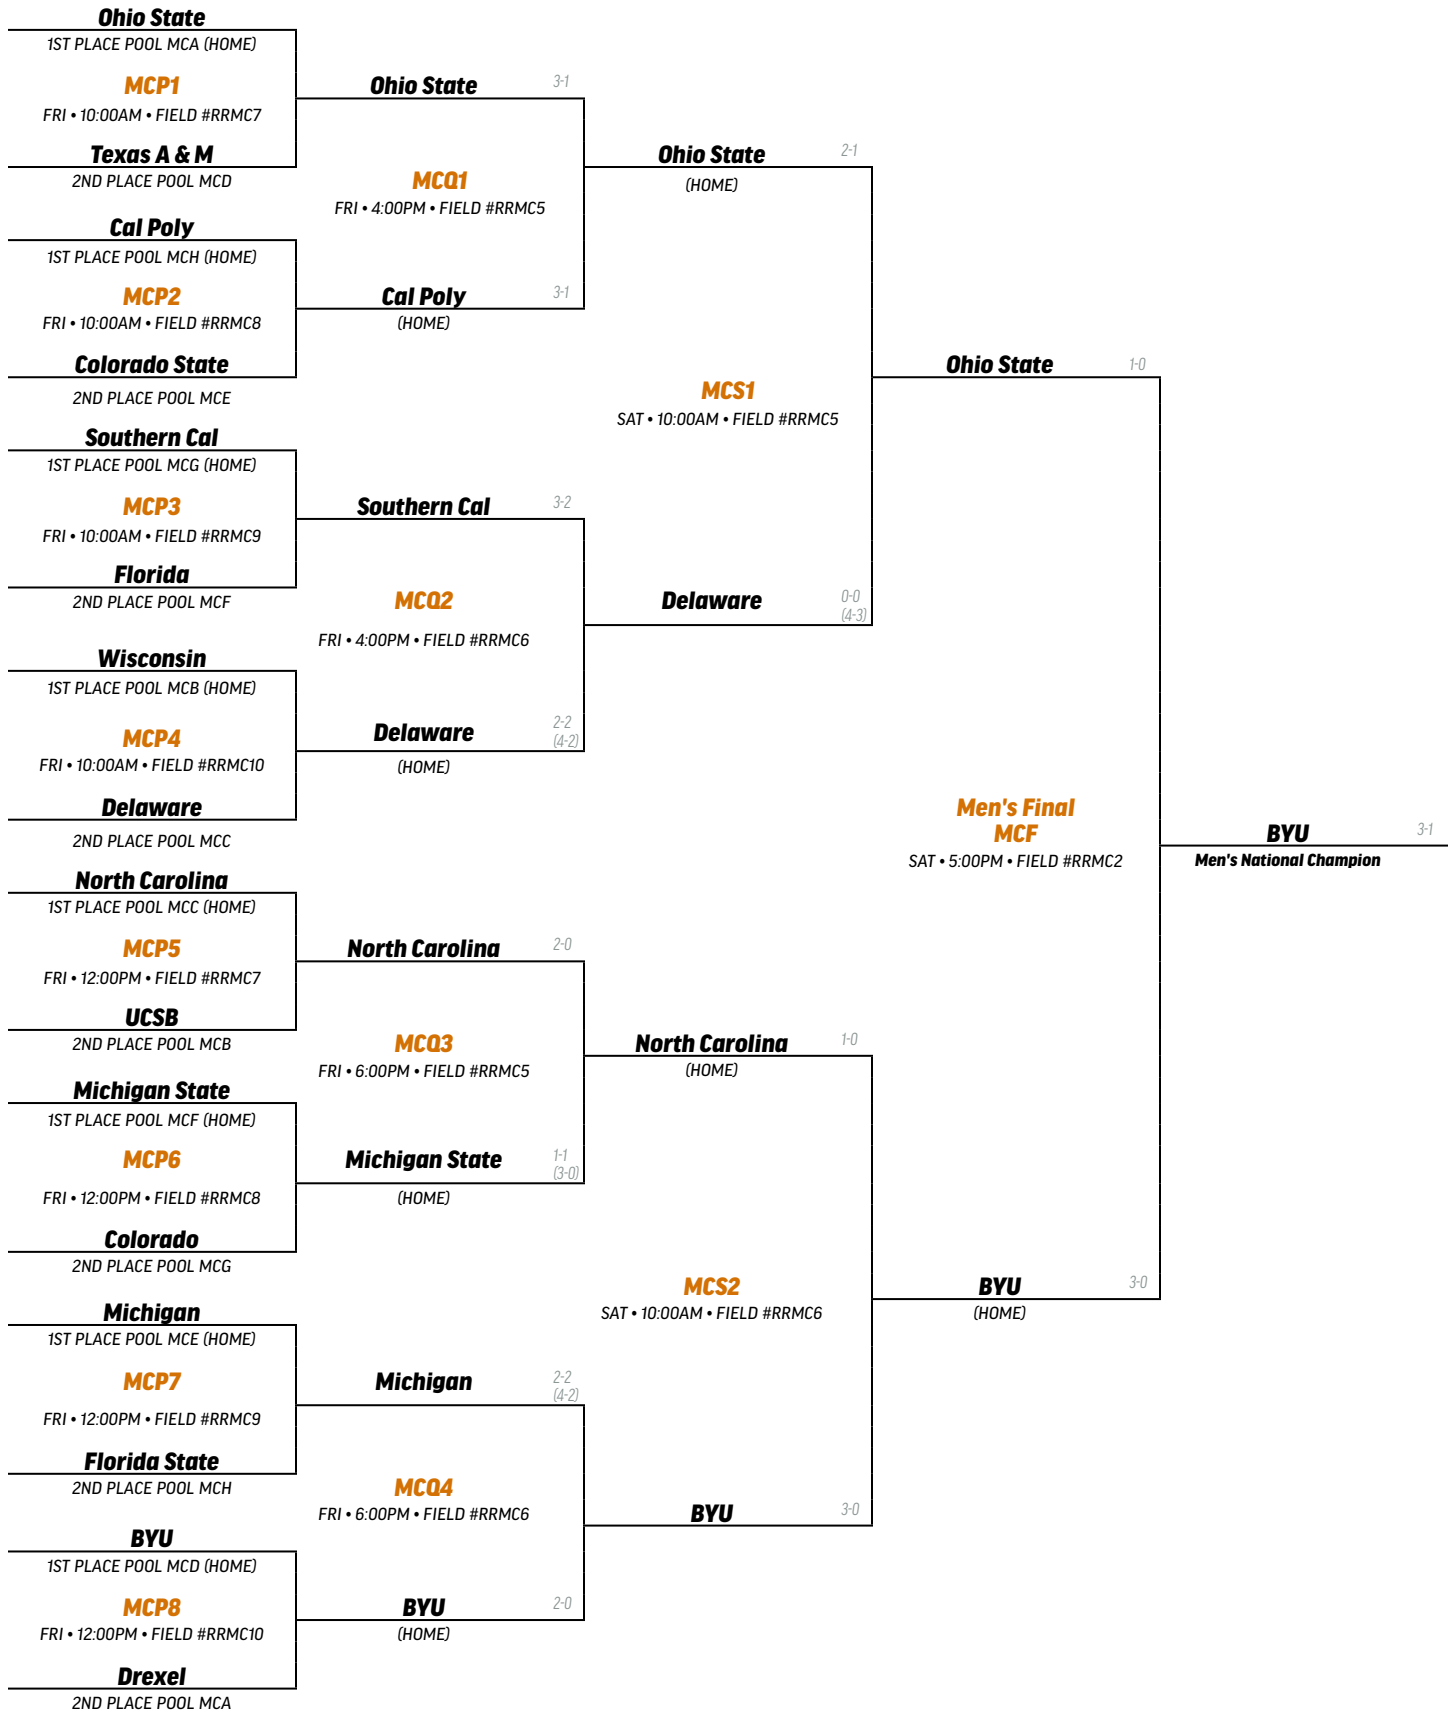 Ohio State
1ST PLACE POOL MCA (HOME)
MCP1
FRI • 10:00AM • FIELD #RRMC7
Texas A & M
2ND PLACE POOL MCD
Cal Poly
1ST PLACE POOL MCH (HOME)
MCP2
FRI • 10:00AM • FIELD #RRMC8
Colorado State
2ND PLACE POOL MCE
Southern Cal
1ST PLACE POOL MCG (HOME)
MCP3
FRI • 10:00AM • FIELD #RRMC9
Florida
2ND PLACE POOL MCF
Wisconsin
1ST PLACE POOL MCB (HOME)
MCP4
FRI • 10:00AM • FIELD #RRMC10
Delaware
2ND PLACE POOL MCC
North Carolina
1ST PLACE POOL MCC (HOME)
MCP5
FRI • 12:00PM • FIELD #RRMC7
UCSB
2ND PLACE POOL MCB
Michigan State
1ST PLACE POOL MCF (HOME)
MCP6
FRI • 12:00PM • FIELD #RRMC8
Colorado
2ND PLACE POOL MCG
Michigan
1ST PLACE POOL MCE (HOME)
MCP7
FRI • 12:00PM • FIELD #RRMC9
Florida State
2ND PLACE POOL MCH
BYU
1ST PLACE POOL MCD (HOME)
MCP8
FRI • 12:00PM • FIELD #RRMC10
Drexel
2ND PLACE POOL MCA
Ohio State 3-1
MCQ1
FRI • 4:00PM • FIELD #RRMC5
Cal Poly 3-1
(HOME)
Southern Cal 3-2
MCQ2
FRI • 4:00PM • FIELD #RRMC6
Delaware 2-2
(4-2)
(HOME)
North Carolina 2-0
MCQ3
FRI • 6:00PM • FIELD #RRMC5
Michigan State 1-1
(3-0)
(HOME)
Michigan 2-2
(4-2)
MCQ4
FRI • 6:00PM • FIELD #RRMC6
BYU 2-0
(HOME)
Ohio State 2-1
(HOME)
MCS1
SAT • 10:00AM • FIELD #RRMC5
Delaware 0-0
(4-3)
North Carolina 1-0
(HOME)
MCS2
SAT • 10:00AM • FIELD #RRMC6
BYU 3-0
Ohio State 1-0
Men's Final
MCF
SAT • 5:00PM • FIELD #RRMC2
BYU 3-0
(HOME)
BYU 3-1
Men's National Champion